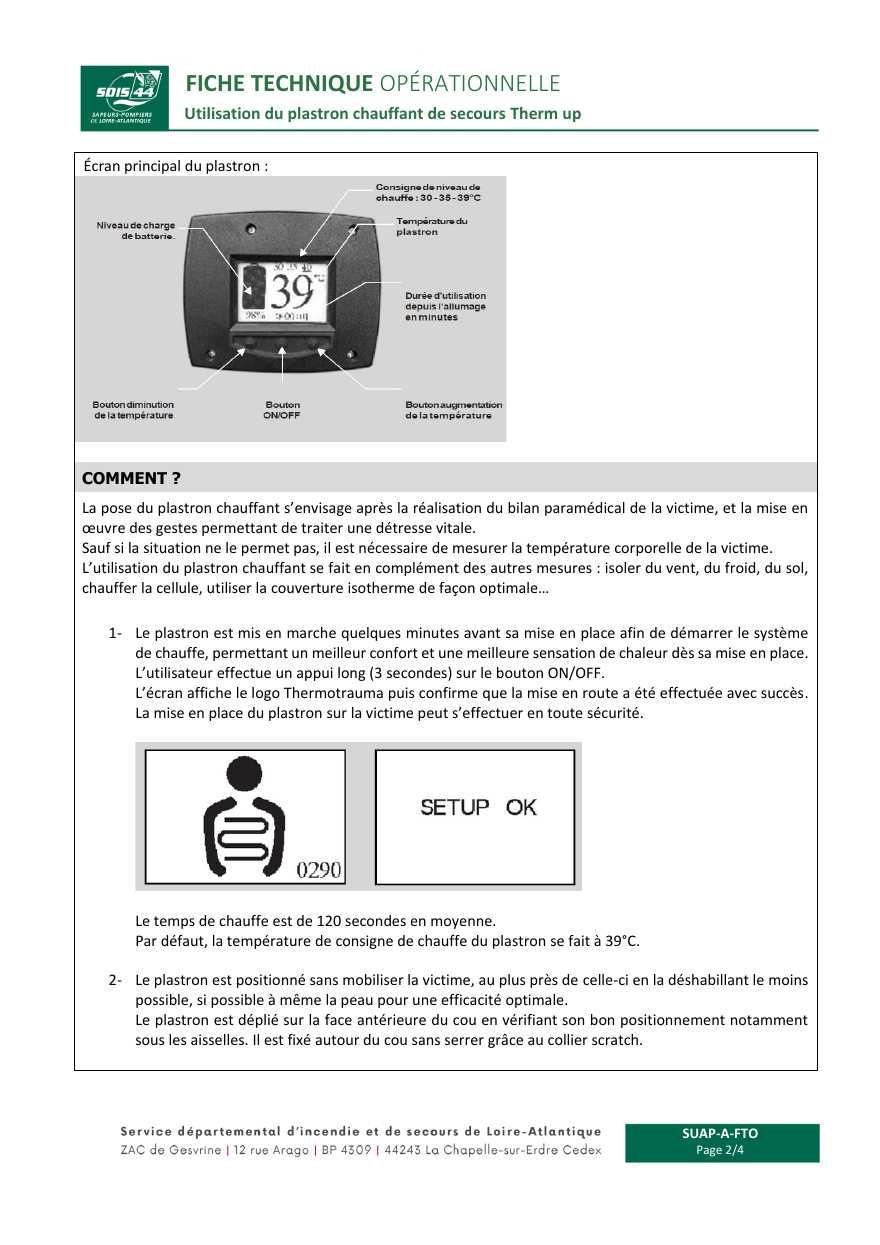 SDIS 44
SAPEURS-POMPIERS
DE LOIRE-ATLANTIQUE
FICHE TECHNIQUE OPÉRATIONNELLE
Utilisation du plastron chauffant de secours Therm up
Écran principal du plastron :
Consigne de niveau de
chauffe : 30 - 35 - 39°C
Niveau de charge
de batterie.
Température du
plastron
39
98%
Durée d'utilisation
depuis l'allumage
en minutes
Bouton diminution
de la température
Bouton
ON/OFF
Bouton augmentation
de la température
COMMENT ?
La pose du plastron chauffant s’envisage après la réalisation du bilan paramédical de la victime, et la mise en
œuvre des gestes permettant de traiter une détresse vitale.
Sauf si la situation ne le permet pas, il est nécessaire de mesurer la température corporelle de la victime.
L’utilisation du plastron chauffant se fait en complément des autres mesures : isoler du vent, du froid, du sol,
chauffer la cellule, utiliser la couverture isotherme de façon optimale…
1- Le plastron est mis en marche quelques minutes avant sa mise en place afin de démarrer le système
de chauffe, permettant un meilleur confort et une meilleure sensation de chaleur dès sa mise en place.
L’utilisateur effectue un appui long (3 secondes) sur le bouton ON/OFF.
L’écran affiche le logo Thermotrauma puis confirme que la mise en route a été effectuée avec succès.
La mise en place du plastron sur la victime peut s’effectuer en toute sécurité.
0290
SETUP OK
Le temps de chauffe est de 120 secondes en moyenne.
Par défaut, la température de consigne de chauffe du plastron se fait à 39°C.
2- Le plastron est positionné sans mobiliser la victime, au plus près de celle-ci en la déshabillant le moins
possible, si possible à même la peau pour une efficacité optimale.
Le plastron est déplié sur la face antérieure du cou en vérifiant son bon positionnement notamment
sous les aisselles. Il est fixé autour du cou sans serrer grâce au collier scratch.
Service départemental d’incendie et de secours de Loire-Atlantique
ZAC de Gesvrine | 12 rue Arago | BP 4309 | 44243 La Chapelle-sur-Erdre Cedex
SUAP-A-FTO
Page 2/4